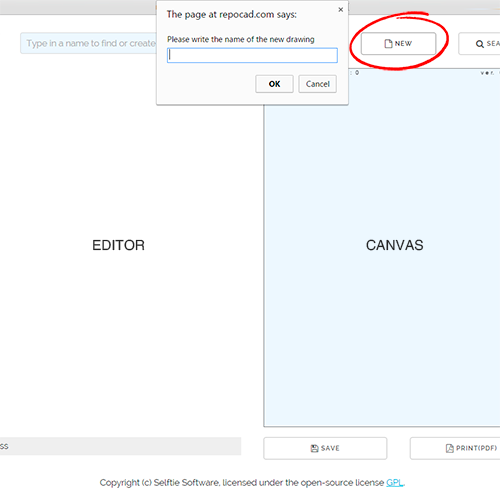 The page at repocad.com says:
Please write the name of the new drawing
OK Cancel
Type in a name to find or create
NEW
SEA
: 0
ver.
EDITOR
CANVAS
ss
SAVE
PRINT(PDF)
Copyright (c) Selftie Software, licensed under the open-source license GPL.